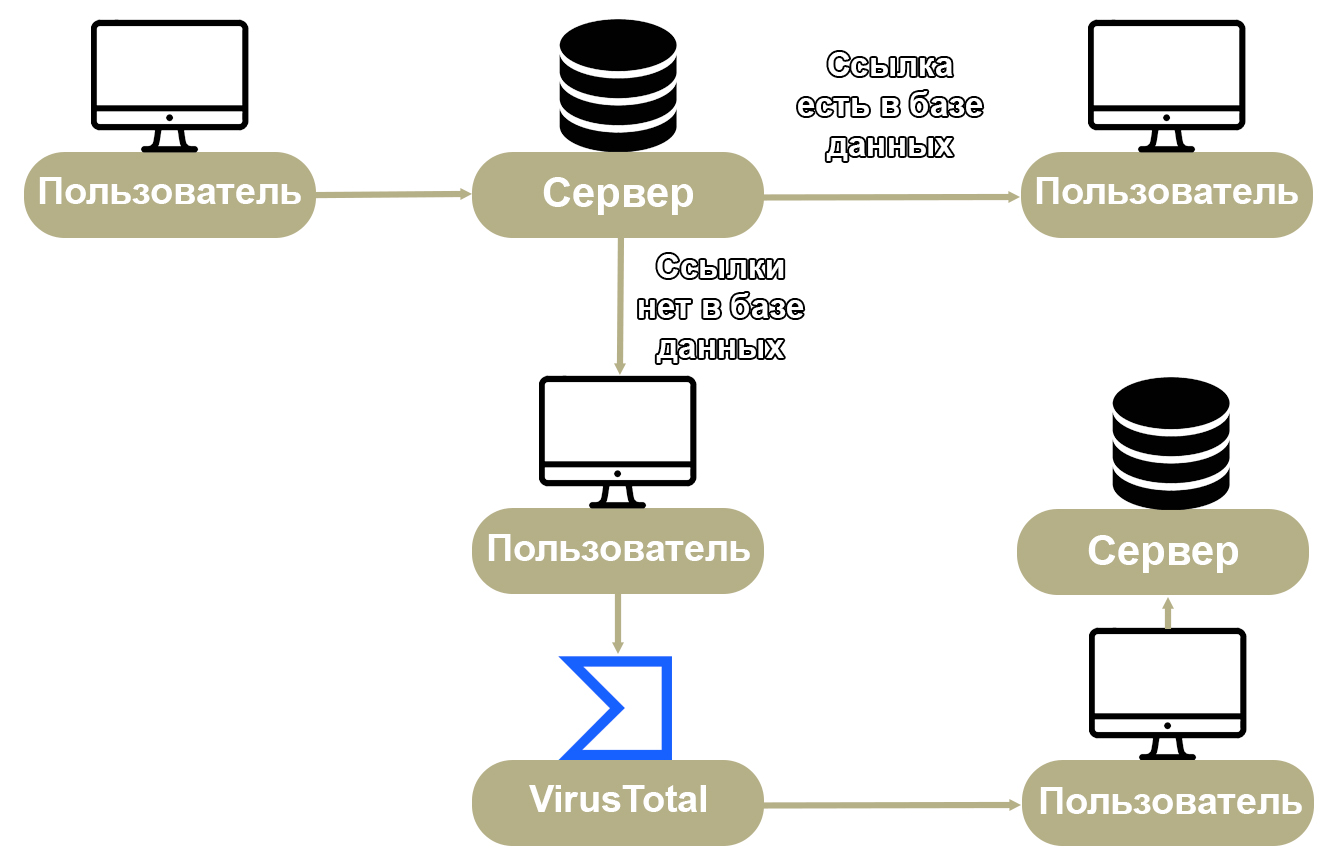 Пользователь
Сервер
Ссылка
есть в базе
данных
Пользователь
Ссылки
нет в базе
данных
Пользователь
Сервер
VirusTotal
Пользователь